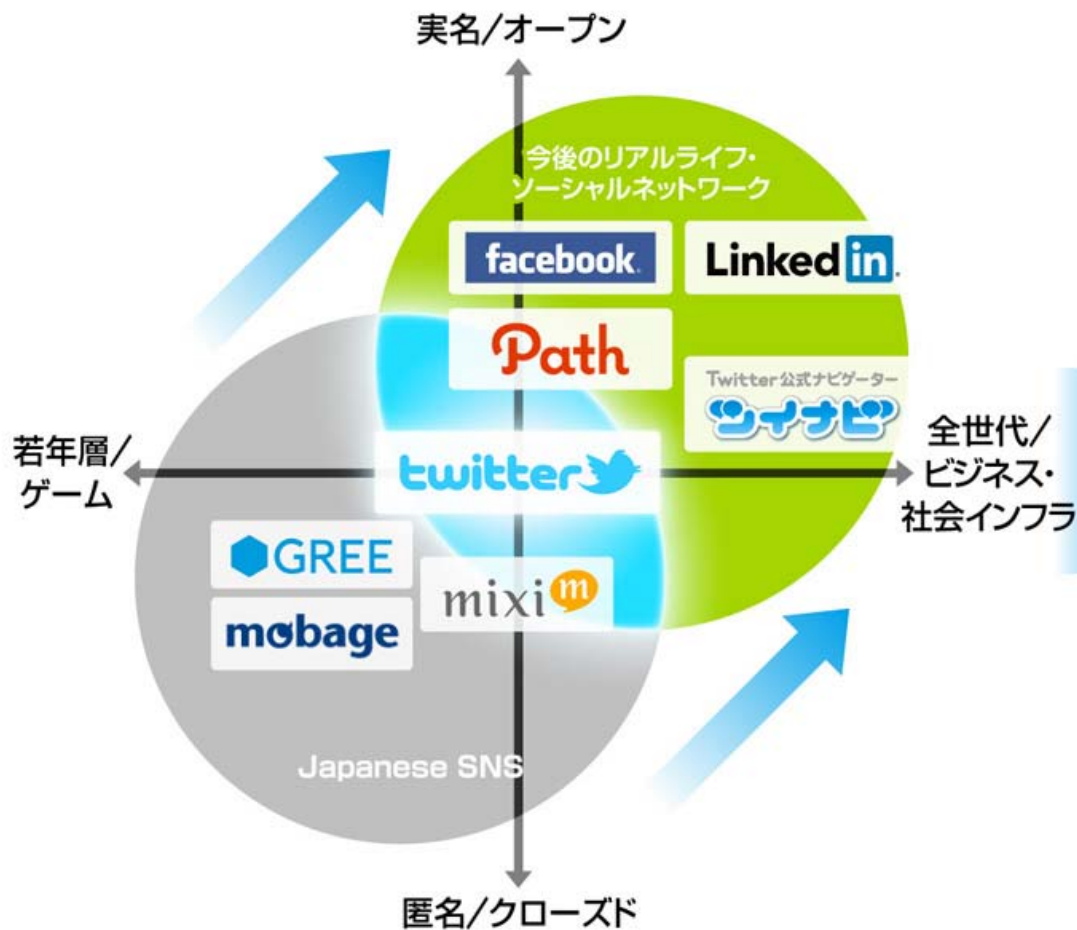 実名/オープン
今後のリアルライフ・
ソーシャルネットワーク
facebook.
Linked in.
Path
Twitter公式ナビゲーター
ツイナビ
若年層/
ゲーム
twitter
全世代/
ビジネス・
社会インフラ
GREE
mixi m
mobage
Japanese SNS
匿名/クローズド